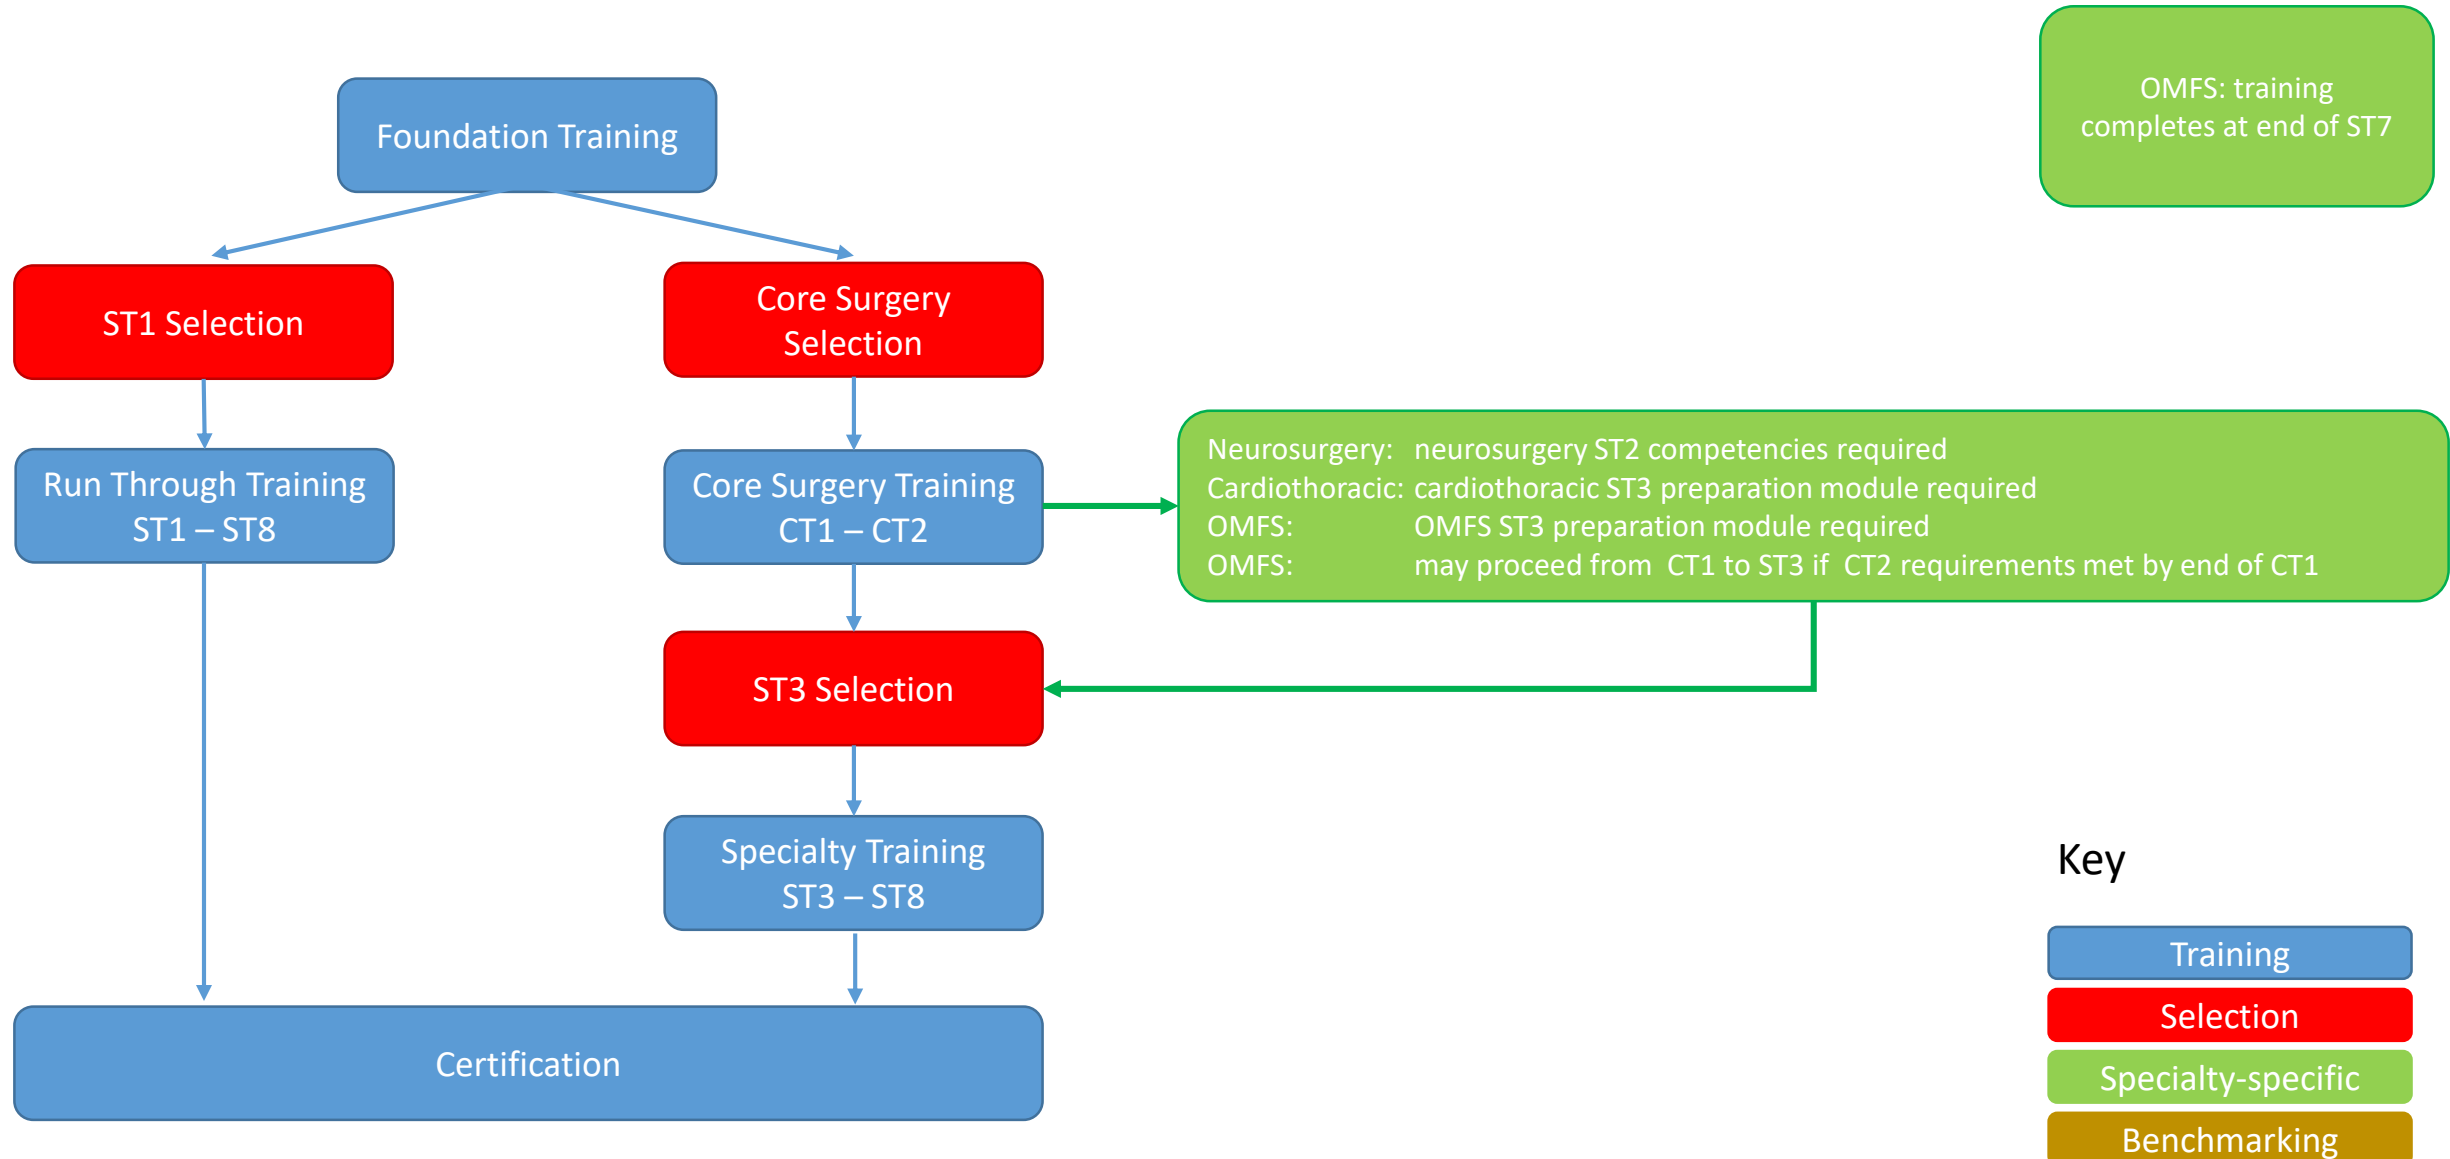 OMFS: training
completes at end of ST7
Foundation Training
ST1 Selection
Core Surgery
Selection
Run Through Training
ST1 – ST8
Core Surgery Training
CT1 – CT2
Neurosurgery: neurosurgery ST2 competencies required
Cardiothoracic: cardiothoracic ST3 preparation module required
OMFS: OMFS ST3 preparation module required
OMFS: may proceed from CT1 to ST3 if CT2 requirements met by end of CT1
ST3 Selection
Specialty Training
ST3 – ST8
Certification
Key
Training
Selection
Specialty-specific
Benchmarking